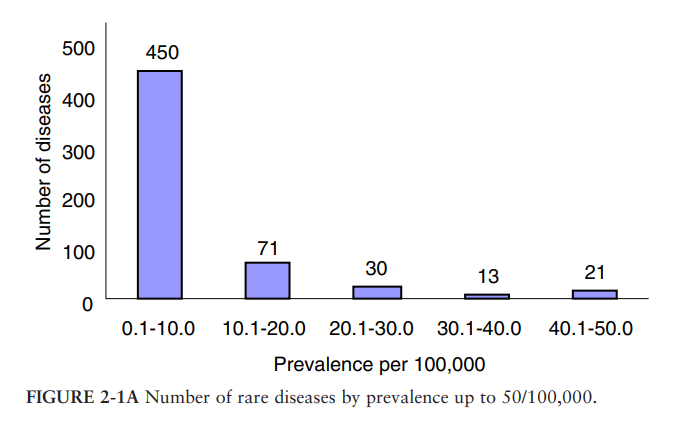 Number of diseases
500
400
300
200
100
0
450
71
30
13
21
0.1-10.0 10.1-20.0 20.1-30.0 30.1-40.0 40.1-50.0
Prevalence per 100,000
FIGURE 2-1A Number of rare diseases by prevalence up to 50/100,000.